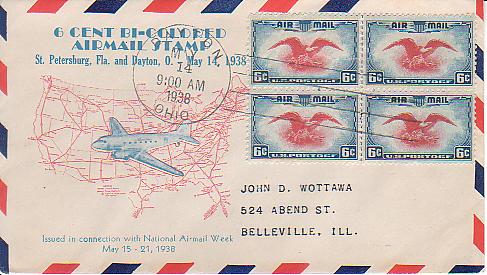 6 CENT BI-COLORED
AIRMAIL STAMP
St. Petersburg, Fla. and Dayton, O. May 14, 1938
DAYTON
MAY
14
9:00 AM
1938
OHIO
AIR MAIL
6c U.S. POSTAGE 6c
AIR MAIL
6c U.S. POSTAGE 6c
AIR MAIL
6c U.S. POSTAGE 6c
AIR MAIL
6c U.S. POSTAGE 6c
JOHN D. WOTTAWA
524 ABEND ST.
BELLEVILLE, ILL.
Issued in connection with National Airmail Week
May 15 - 21, 1938